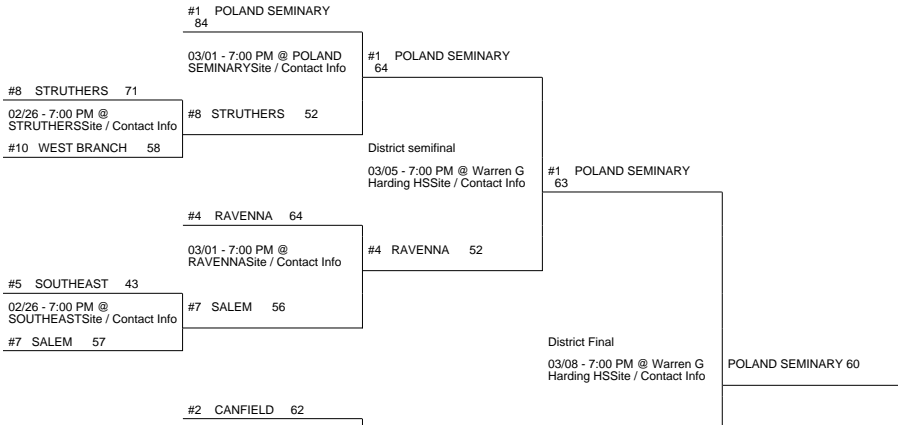 #1 POLAND SEMINARY
84
03/01 - 7:00 PM @ POLAND
SEMINARYSite / Contact Info
#1 POLAND SEMINARY
64
#8 STRUTHERS 71
02/26 - 7:00 PM @
STRUTHERSSite / Contact Info
#8 STRUTHERS 52
#10 WEST BRANCH 58
District semifinal
03/05 - 7:00 PM @ Warren G
Harding HSSite / Contact Info
#1 POLAND SEMINARY
63
#4 RAVENNA 64
03/01 - 7:00 PM @
RAVENNASite / Contact Info
#4 RAVENNA 52
#5 SOUTHEAST 43
02/26 - 7:00 PM @
SOUTHEASTSite / Contact Info
#7 SALEM 56
#7 SALEM 57
District Final
03/08 - 7:00 PM @ Warren G
Harding HSSite / Contact Info
POLAND SEMINARY 60
#2 CANFIELD 62